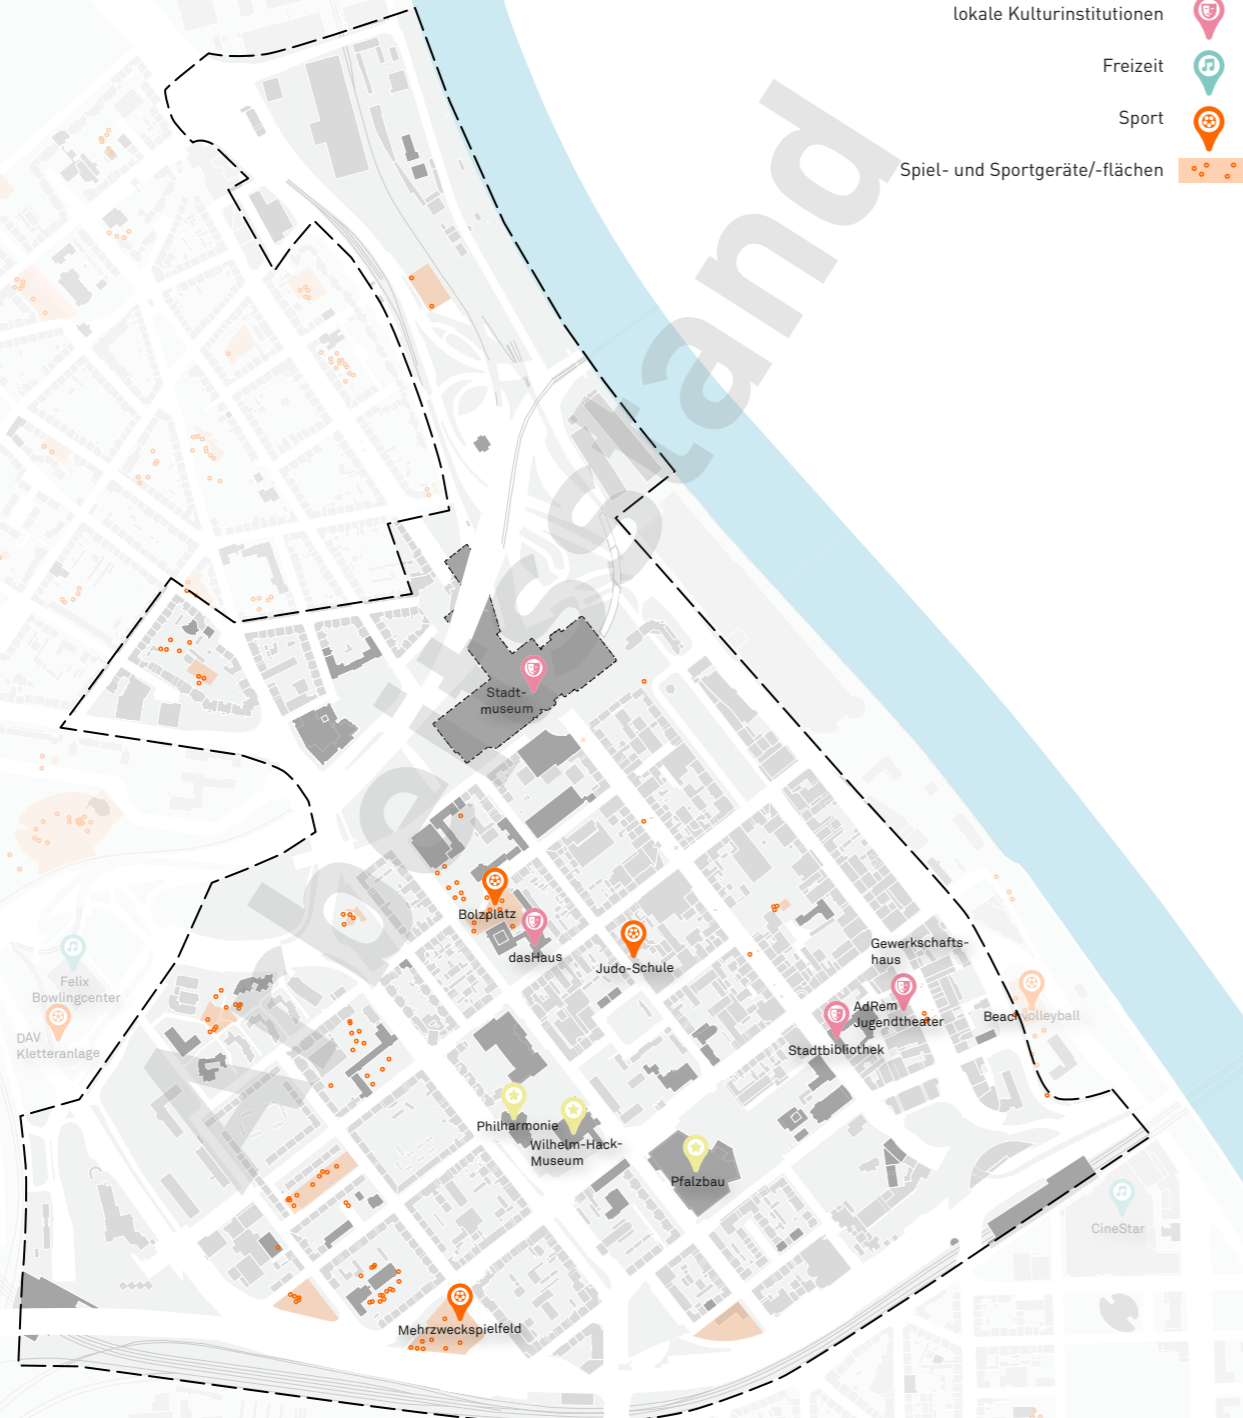 lokale Kulturinstitutionen
Freizeit
Sport
Spiel- und Sportgeräte/-flächen
Arbeitsstand
Stadt-
museum
Bolzplatz
dasHaus
Judo-Schule
Gewerkschafts-
haus
AdRem
Jugendtheater
Stadtbibliothek
Beachvolleyball
Felix
Bowlingcenter
DAV
Kletteranlage
Philharmonie
Wilhelm-Hack-
Museum
Pfalzbau
CineStar
Mehrzweckspielfeld